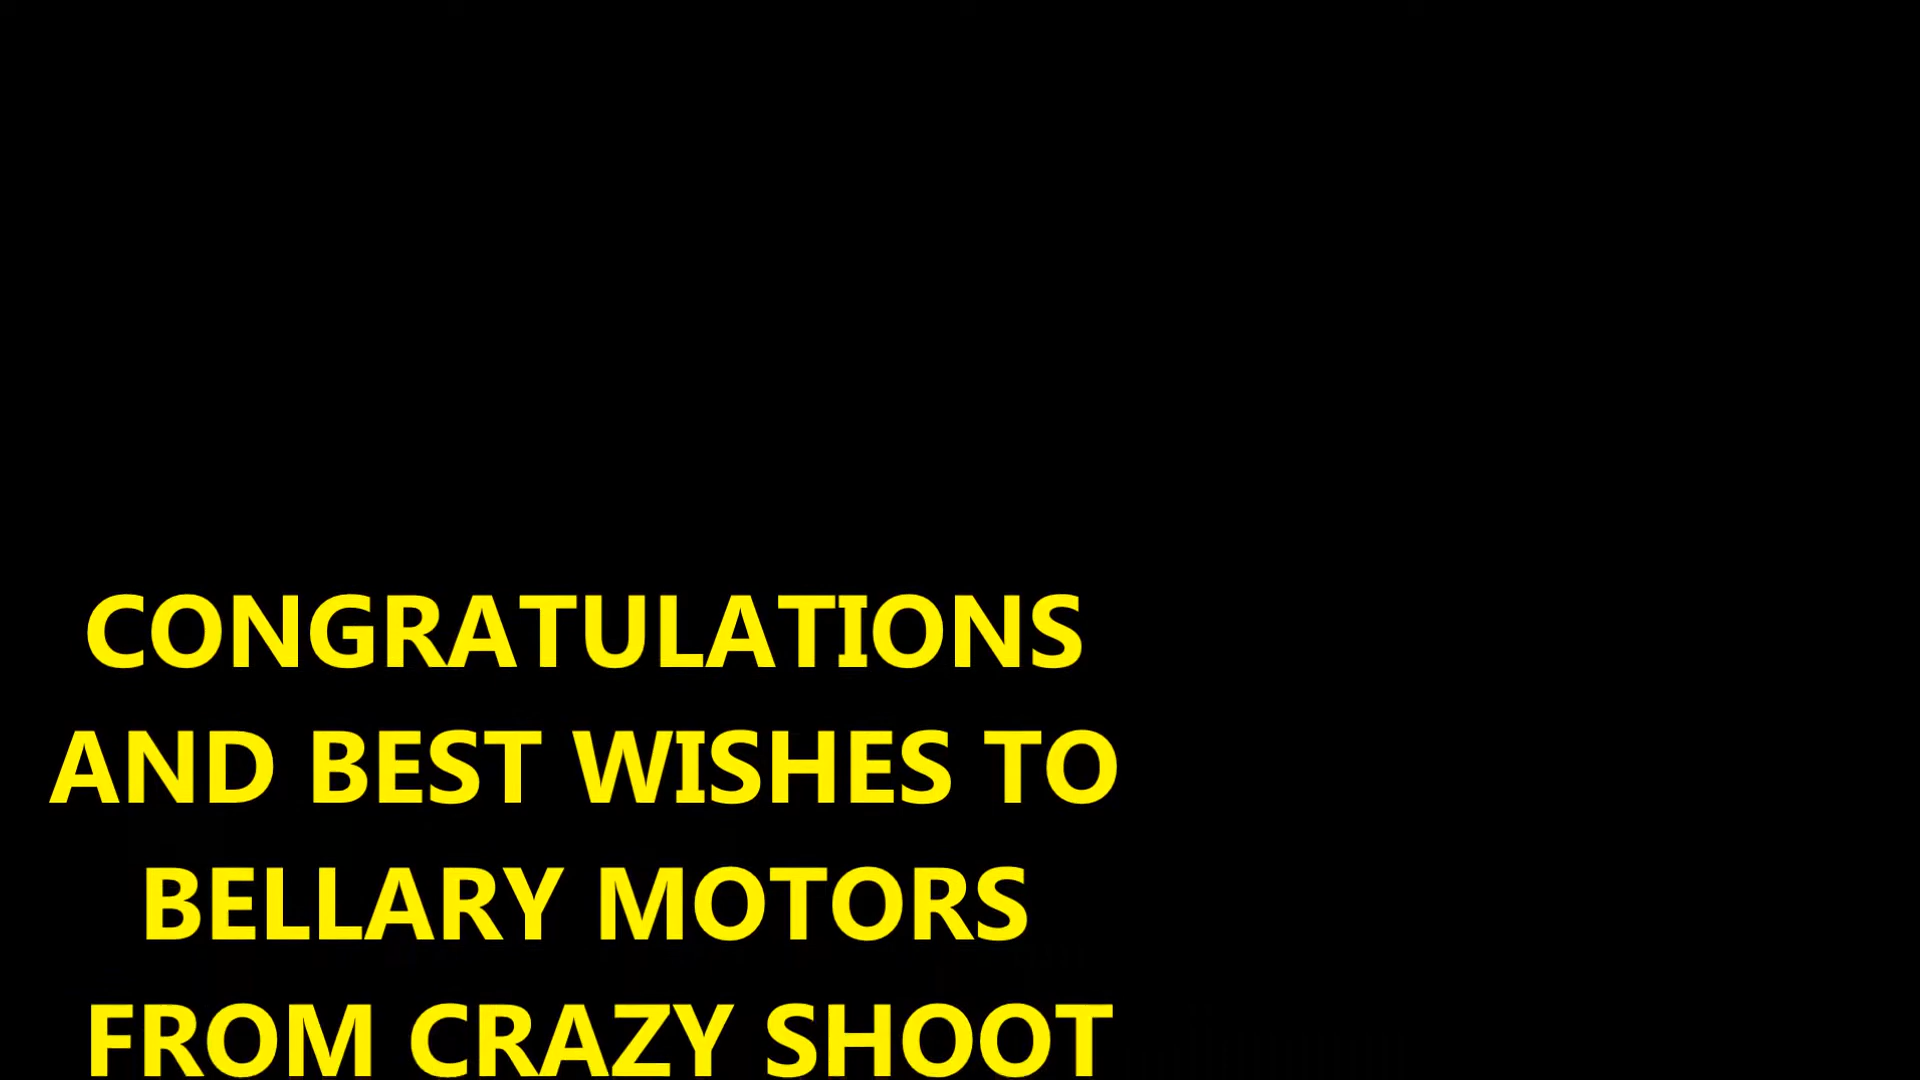 CONGRATULATIONS
AND BEST WISHES TO
BELLARY MOTORS
FROM CRAZY SHOOT